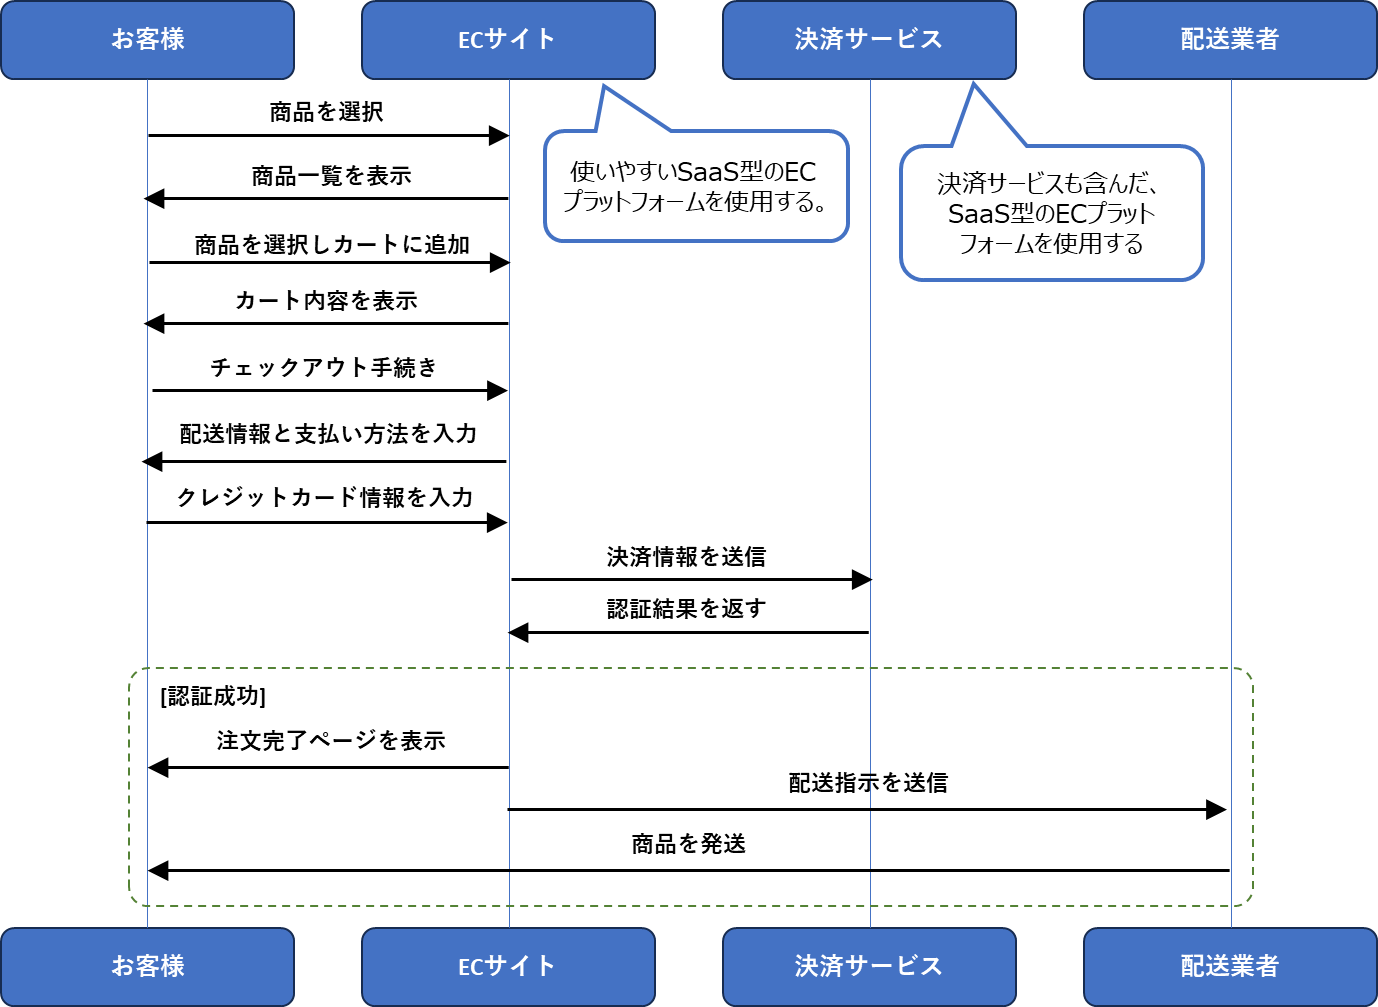 お客様
ECサイト
決済サービス
配送業者
商品を選択
商品一覧を表示
使いやすいSaaS型のEC
プラットフォームを使用する。
決済サービスも含んだ、
SaaS型のECプラット
フォームを使用する
商品を選択しカートに追加
カート内容を表示
チェックアウト手続き
配送情報と支払い方法を入力
クレジットカード情報を入力
決済情報を送信
認証結果を返す
[認証成功]
注文完了ページを表示
配送指示を送信
商品を発送
お客様
ECサイト
決済サービス
配送業者